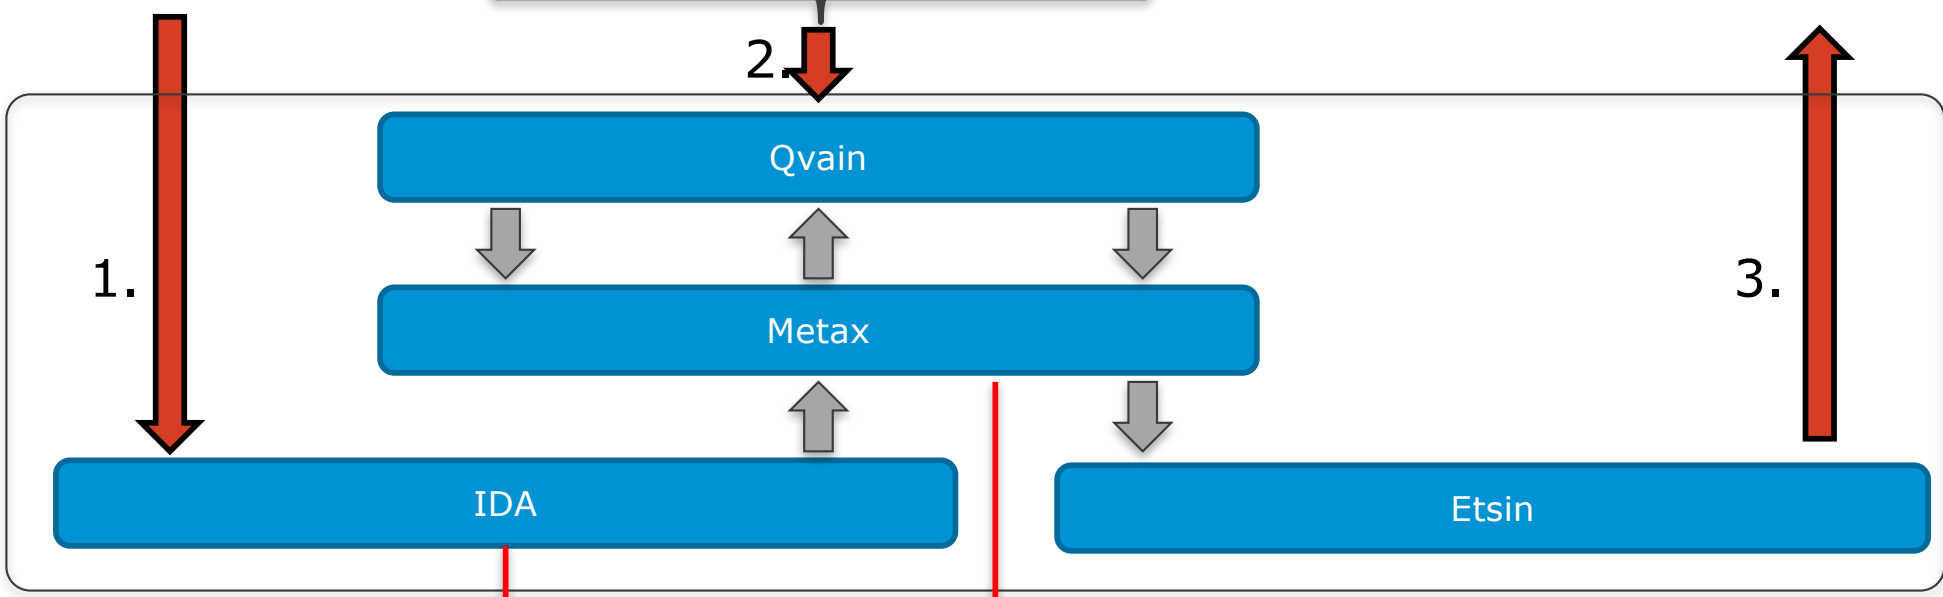 2.
Qvain
1.
3.
Metax
IDA
Etsin